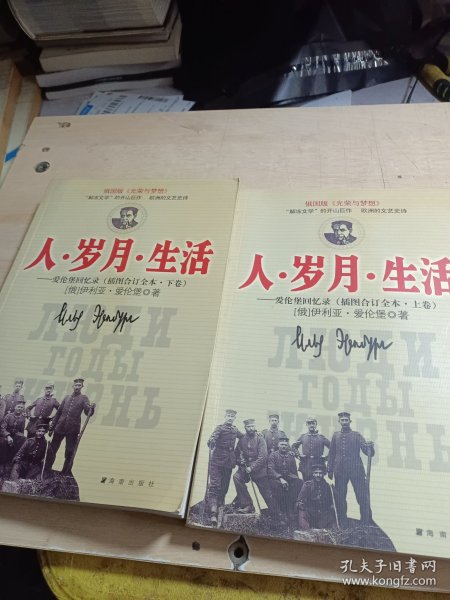 俄国版《光荣与梦想》
"解冻文学"的开山巨作 欧洲的文艺史诗
人·岁月·生活
——爱伦堡回忆录(插图合订全本·下卷)
[俄]伊利亚·爱伦堡◎著
ЛЮДИ
ГОДЫ
ЖИЗНЬ
海南出版社
俄国版《光荣与梦想》
"解冻文学"的开山巨作 欧洲的文艺史诗
人·岁月·生活
——爱伦堡回忆录(插图合订全本·上卷)
[俄]伊利亚·爱伦堡◎著
ЛЮДИ
ГОДЫ
ЖИЗНЬ
海南
孔夫子旧书网
www.kongfz.com